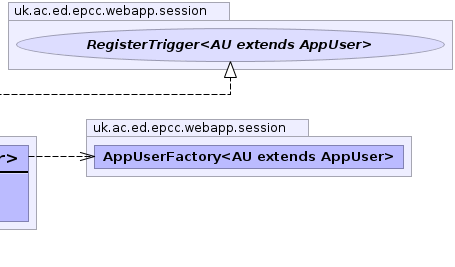 uk.ac.ed.epcc.webapp.session
RegisterTrigger<AU extends AppUser>
uk.ac.ed.epcc.webapp.session
r>
AppUserFactory<AU extends AppUser>